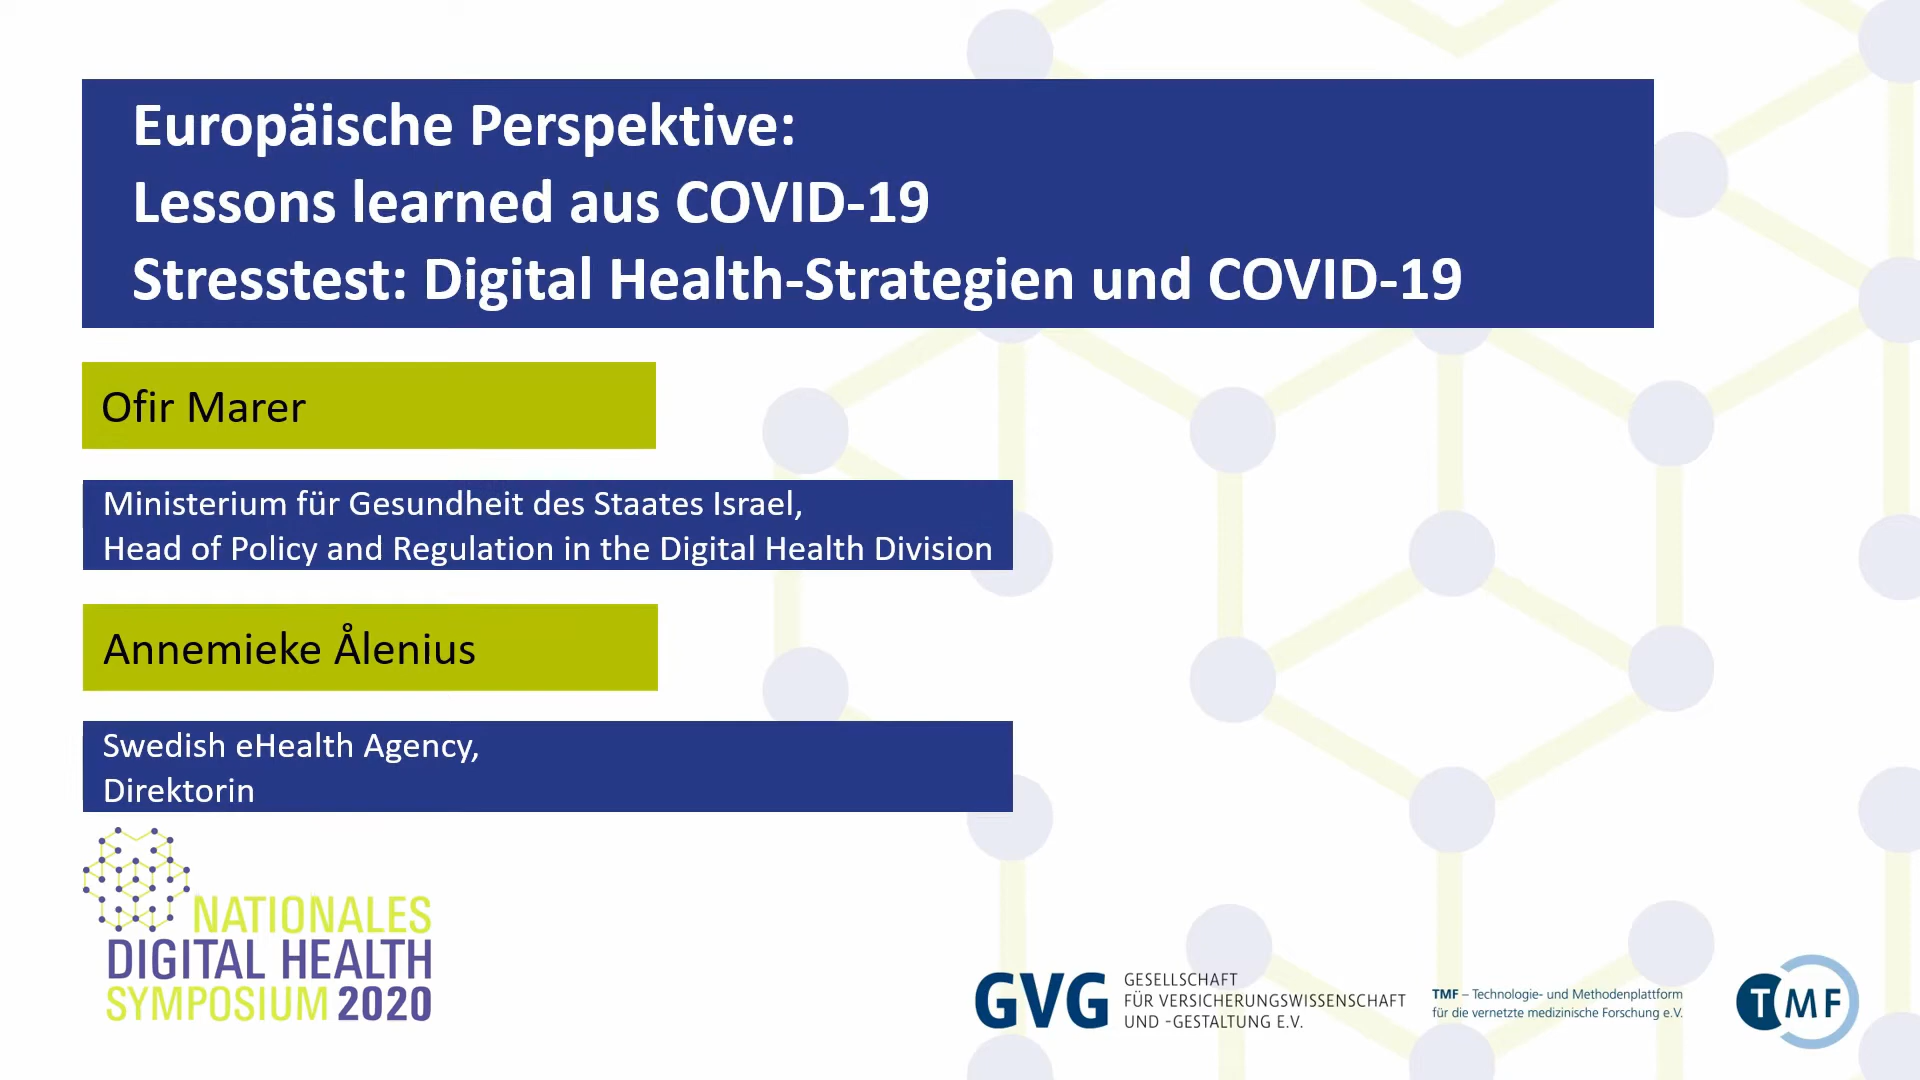 Europäische Perspektive:
Lessons learned aus COVID-19
Stresstest: Digital Health-Strategien und COVID-19
Ofir Marer
Ministerium für Gesundheit des Staates Israel,
Head of Policy and Regulation in the Digital Health Division
Annemieke Ålenius
Swedish eHealth Agency,
Direktorin
NATIONALES
DIGITAL HEALTH
SYMPOSIUM 2020
GVG
GESELLSCHAFT
FÜR VERSICHERUNGSWISSENSCHAFT
UND -GESTALTUNG E.V.
TMF – Technologie- und Methodenplattform
für die vernetzte medizinische Forschung e.V.
TMF